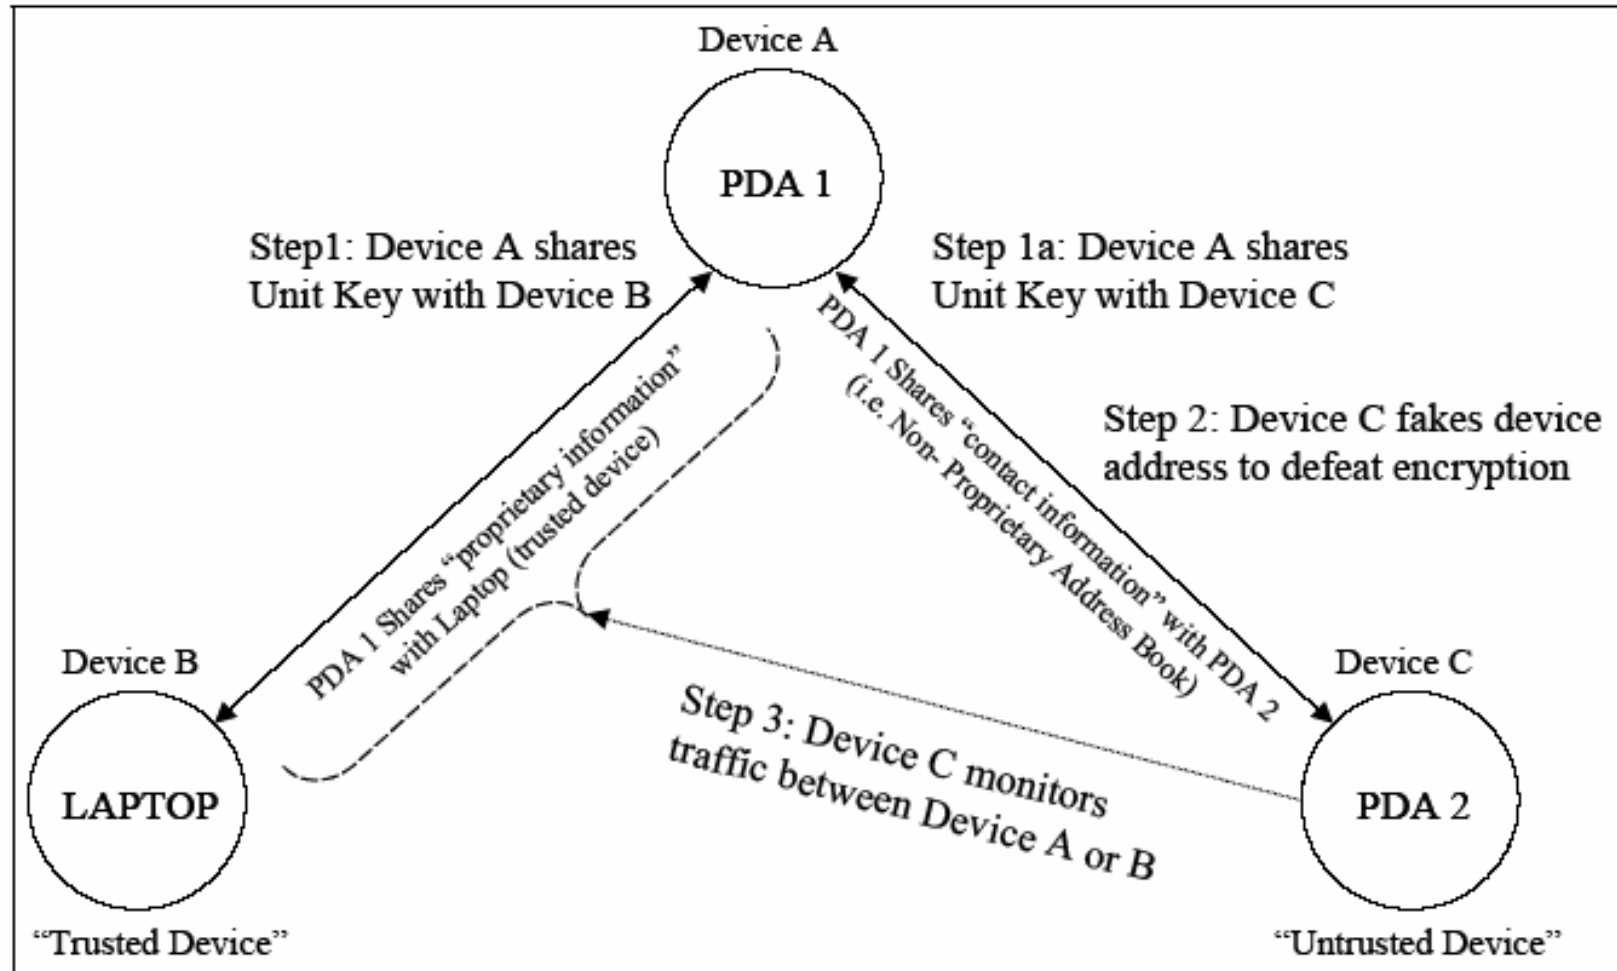 Device A
PDA 1
Step1: Device A shares
Unit Key with Device B
Step 1a: Device A shares
Unit Key with Device C
PDA 1 Shares “proprietary information”
with Laptop (trusted device)
PDA 1 Shares “contact information” with PDA 2
(i.e. Non- Proprietary Address Book)
Step 2: Device C fakes device
address to defeat encryption
Device B
LAPTOP
“Trusted Device”
Step 3: Device C monitors
traffic between Device A or B
Device C
PDA 2
“Untrusted Device”